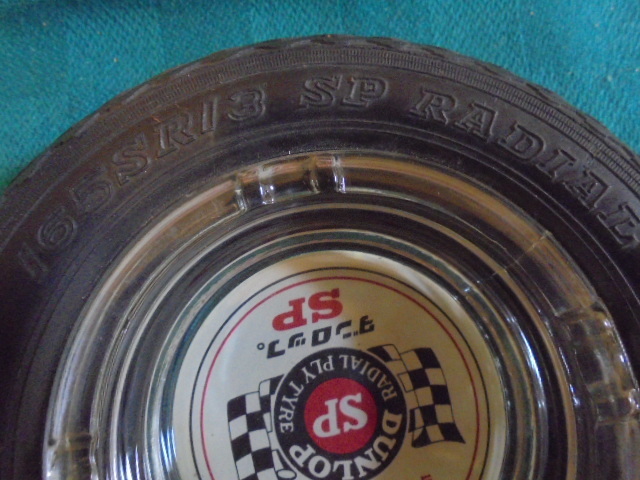 165SR13 SP RADIAL
DUNLOP
SP
RADIAL PLY TYRE
ダンロップ
SP